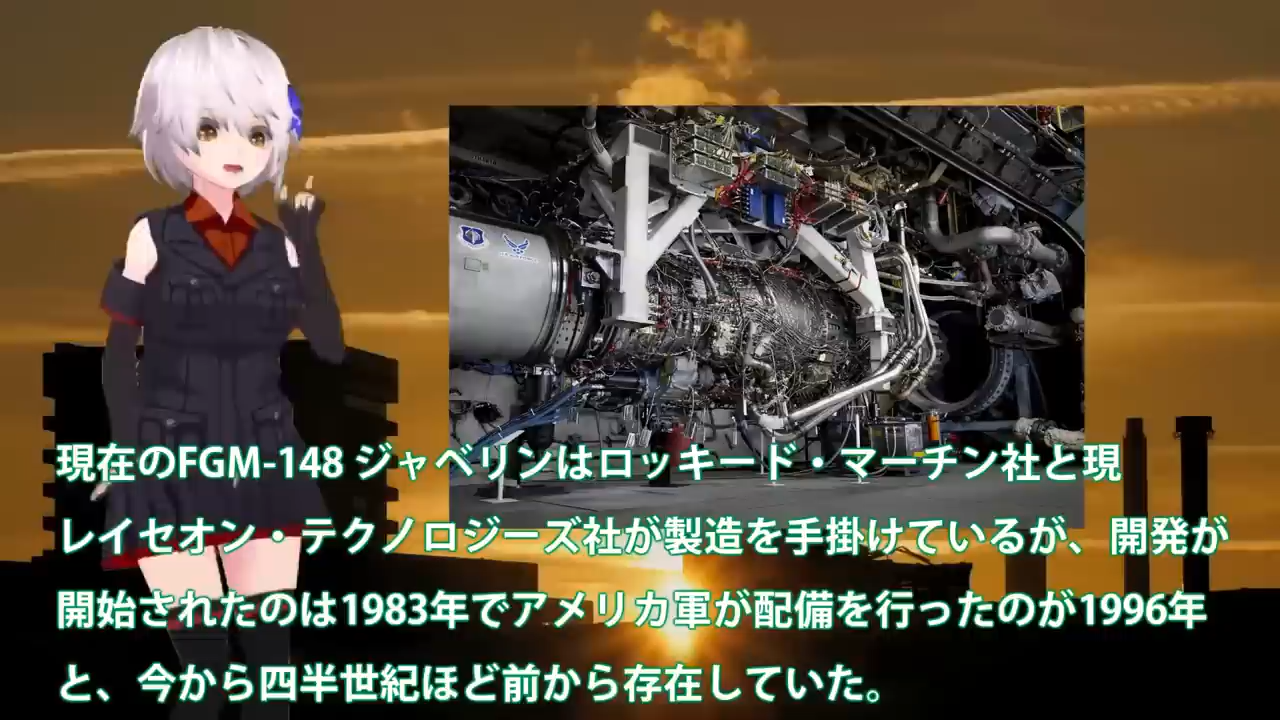 現在のFGM-148 ジャベリンはロッキード・マーチン社と現
レイセオン・テクノロジーズ社が製造を手掛けているが、開発が
開始されたのは1983年でアメリカ軍が配備を行ったのが1996年
と、今から四半世紀ほど前から存在していた。